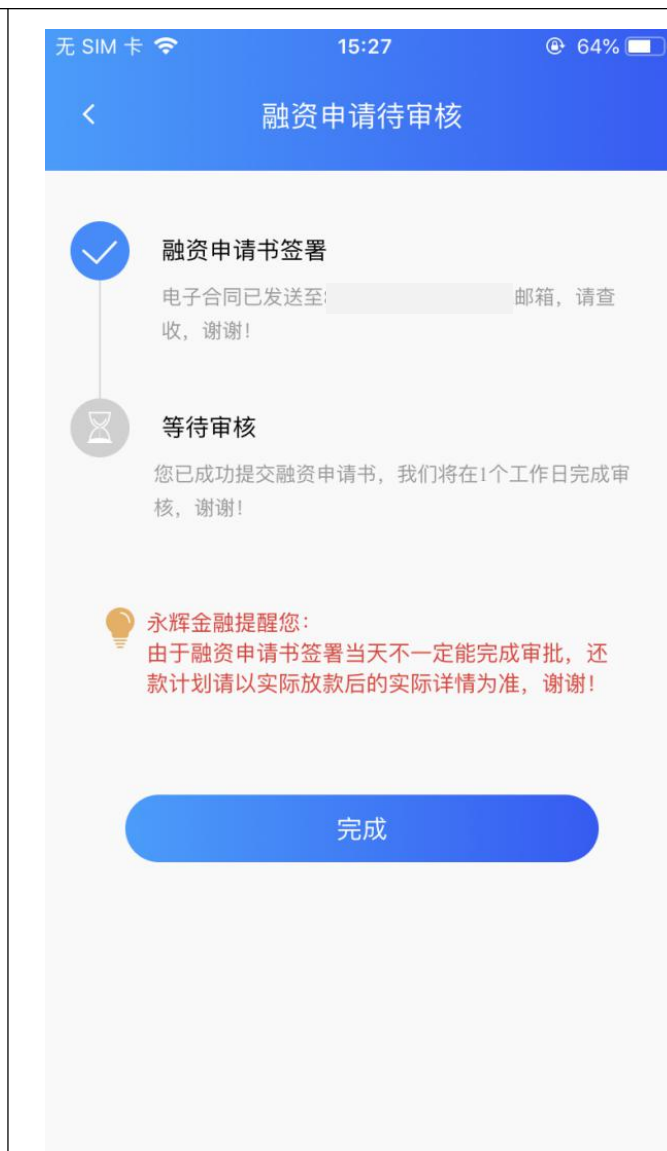 无 SIM 卡 15:27 64%
融资申请待审核
融资申请书签署
电子合同已发送至 邮箱，请查
收，谢谢！
等待审核
您已成功提交融资申请书，我们将在1个工作日完成审
核，谢谢！
永辉金融提醒您：
由于融资申请书签署当天不一定能完成审批，还
款计划请以实际放款后的实际详情为准，谢谢！
完成